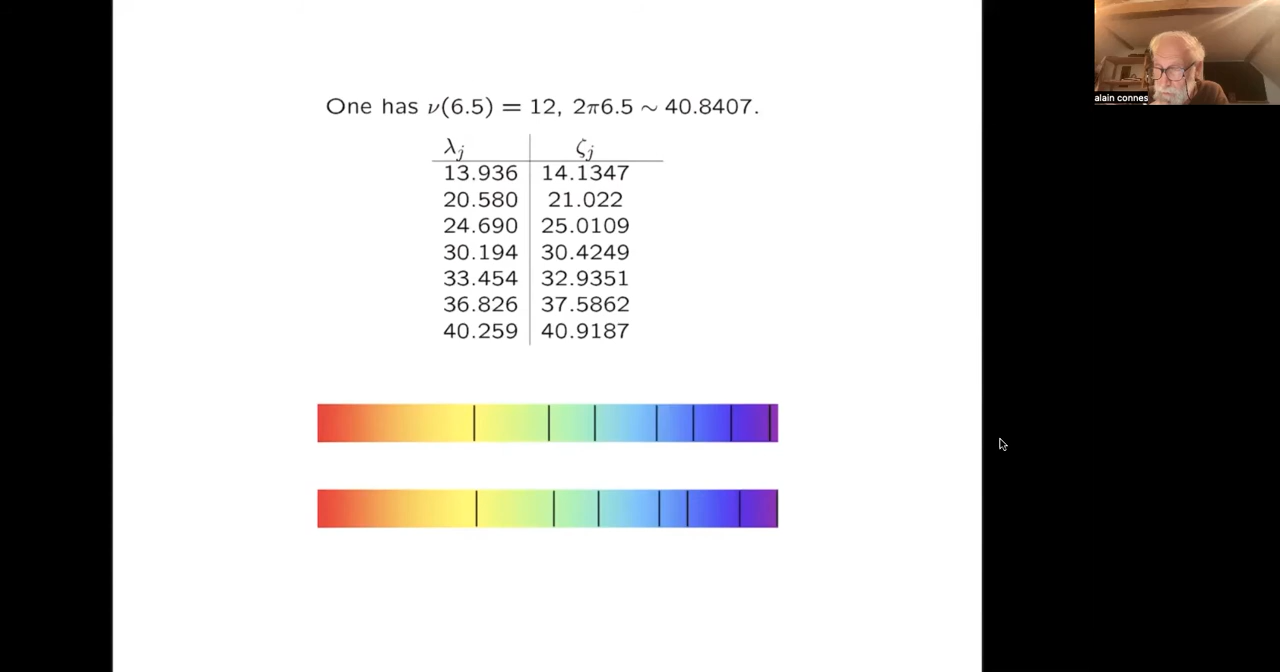 One has ν(6.5) = 12, 2π6.5 ∼ 40.8407.
λj ζj
13.936 14.1347
20.580 21.022
24.690 25.0109
30.194 30.4249
33.454 32.9351
36.826 37.5862
40.259 40.9187
alain connes